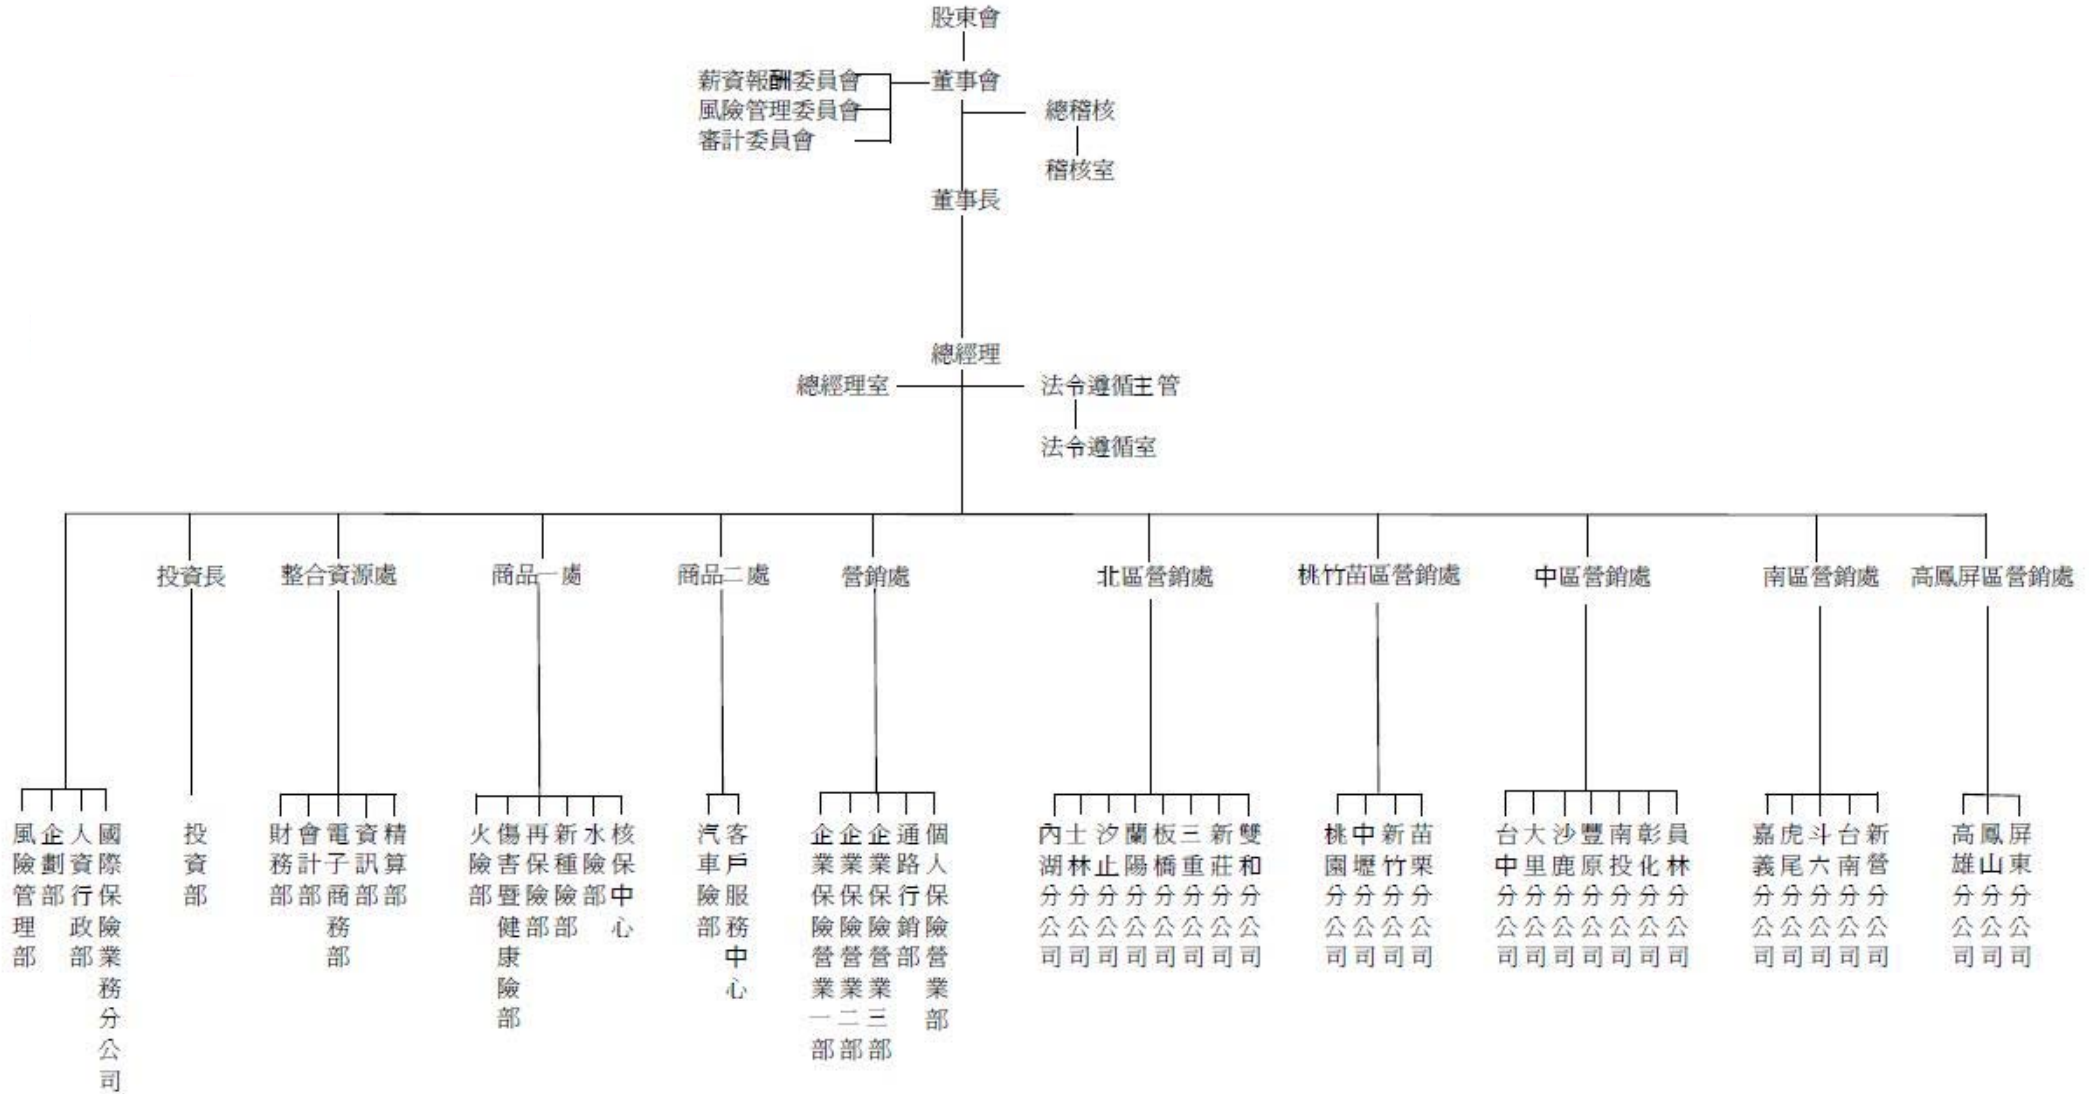 股東會
薪資報酬委員會
董事會
風險管理委員會
總稽核
審計委員會
稽核室
董事長
總經理
總經理室
法令遵循主管
法令遵循室
投資長
整合資源處
商品一處
商品二處
營銷處
北區營銷處
桃竹苗區營銷處
中區營銷處
南區營銷處
高鳳屏區營銷處
風險管理部
企劃部
人資行政部
國際保險業務分公司
投資部
財務部
會計部
電子商務部
資訊部
精算部
火險部
傷害暨健康險部
再保險部
新種險部
水險部
核保中心
汽車險部
客戶服務中心
企業保險營業一部
企業保險營業二部
企業保險營業三部
通路行銷部
個人保險營業部
內湖分公司
士林分公司
汐止分公司
蘭陽分公司
板橋分公司
三重分公司
新莊分公司
雙和分公司
桃園分公司
中壢分公司
新竹分公司
苗栗分公司
台中分公司
大里分公司
沙鹿分公司
豐原分公司
南投分公司
彰化分公司
員林分公司
嘉義分公司
虎尾分公司
斗六分公司
台南分公司
新營分公司
高雄分公司
鳳山分公司
屏東分公司